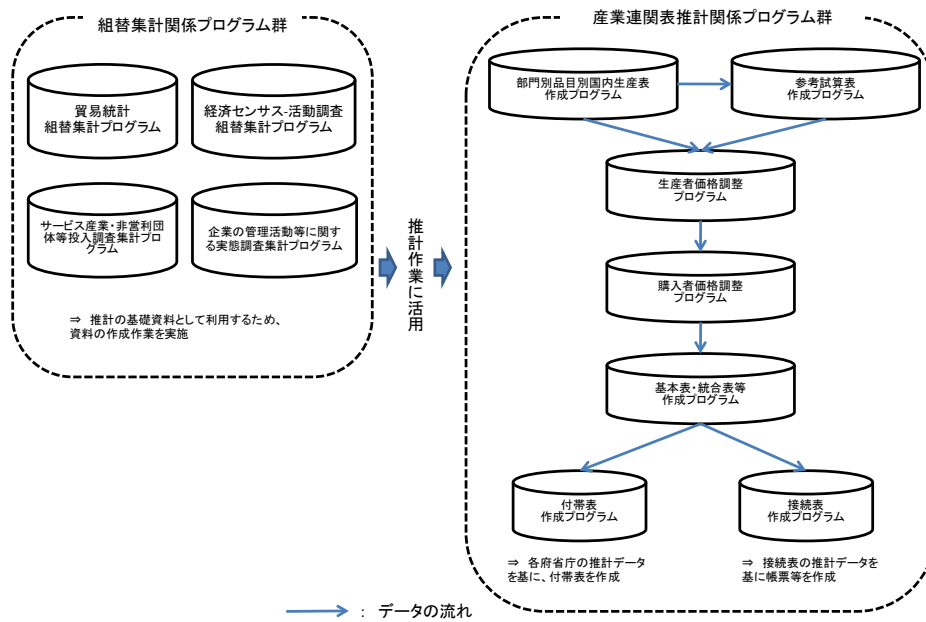 組替集計関係プログラム群
貿易統計
組替集計プログラム
経済センサス‐活動調査
組替集計プログラム
サービス産業・非営利団
体等投入調査集計プロ
グラム
企業の管理活動等に関す
る実態調査集計プログラム
⇒ 推計の基礎資料として利用するため、
資料の作成作業を実施
推計作業に活用
産業連関表推計関係プログラム群
部門別品目別国内生産表
作成プログラム
参考試算表
作成プログラム
生産者価格調整
プログラム
購入者価格調整
プログラム
基本表・統合表等
作成プログラム
付帯表
作成プログラム
接続表
作成プログラム
⇒ 各府省庁の推計データ
を基に、付帯表を作成
⇒ 接続表の推計データを
基に帳票等を作成
： データの流れ